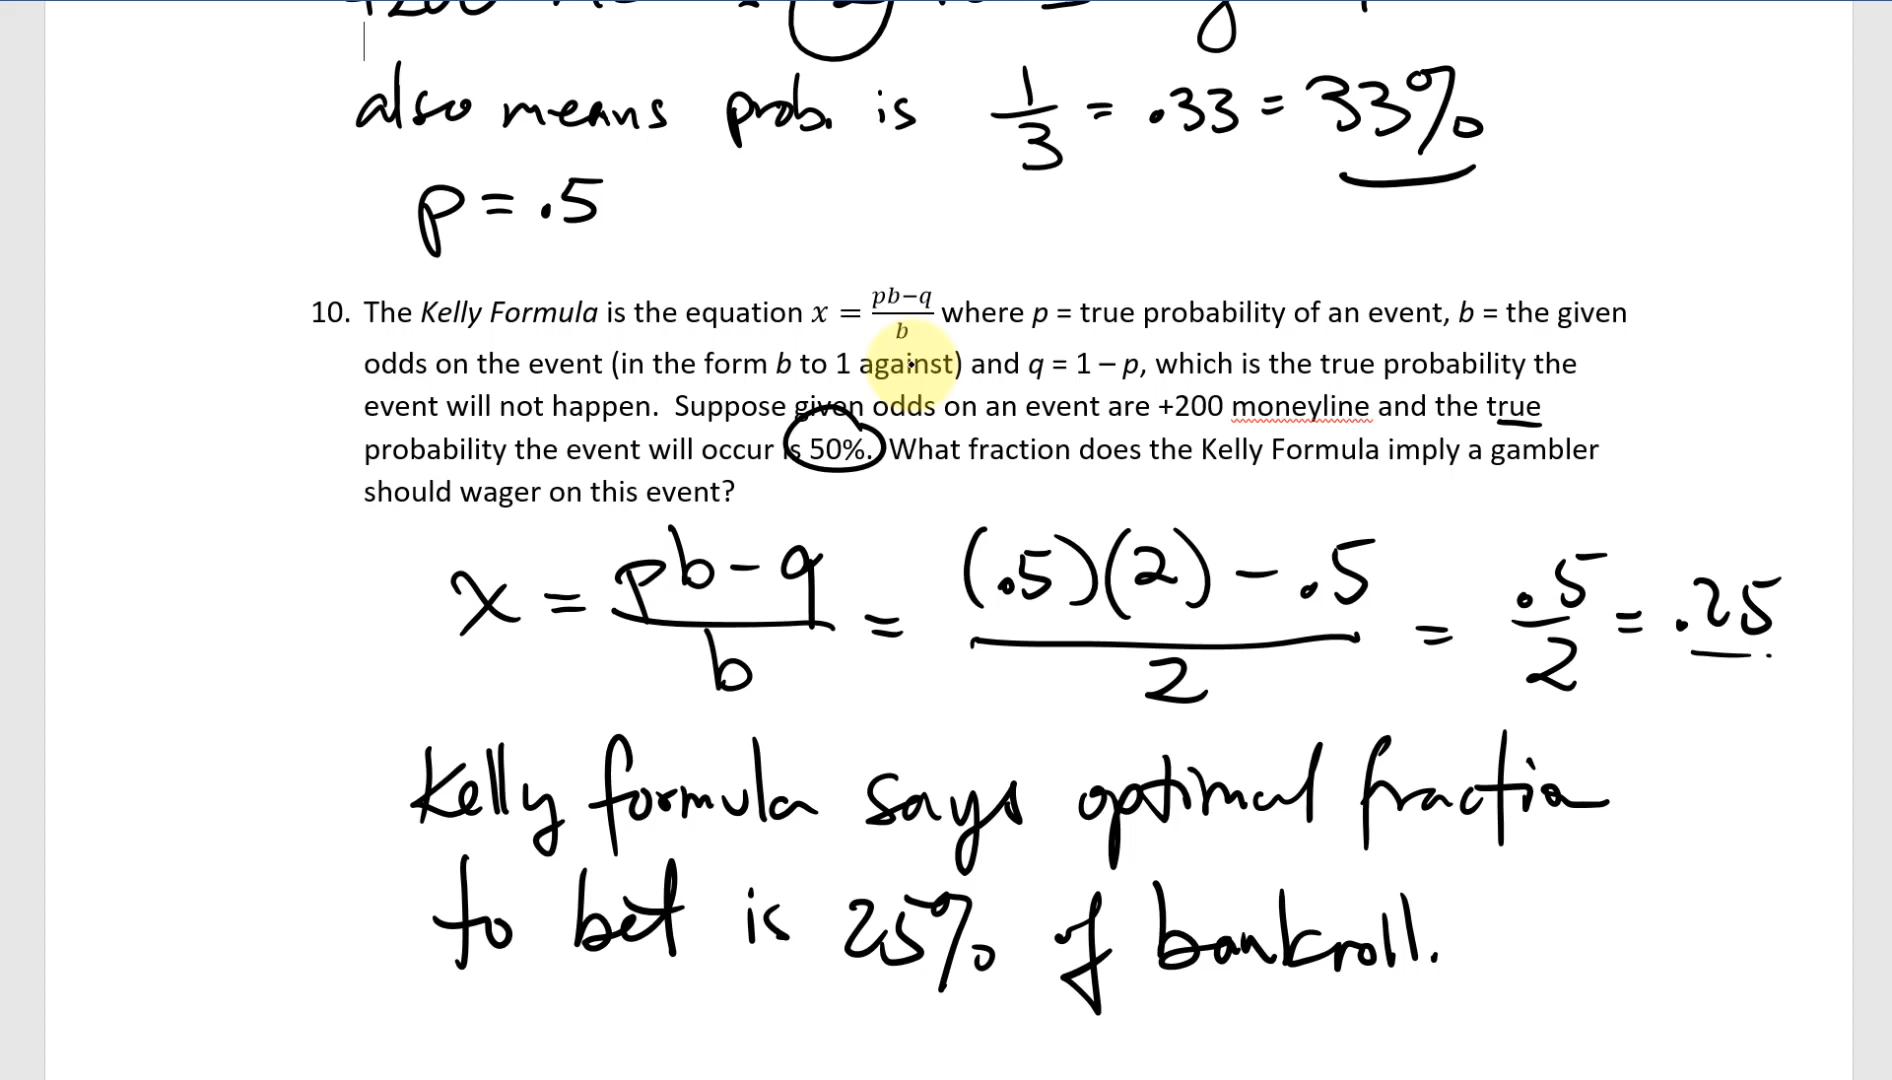 also means prob. is 1/3 = .33 = 33%
p = .5
10. The Kelly Formula is the equation x = pb−q/b where p = true probability of an event, b = the given
odds on the event (in the form b to 1 against) and q = 1 – p, which is the true probability the
event will not happen. Suppose given odds on an event are +200 moneyline and the true
probability the event will occur is 50%. What fraction does the Kelly Formula imply a gambler
should wager on this event?
x = pb - q / b = (.5)(2) - .5 / 2 = .5/2 = .25
Kelly formula says optimal fraction
to bet is 25% of bankroll.